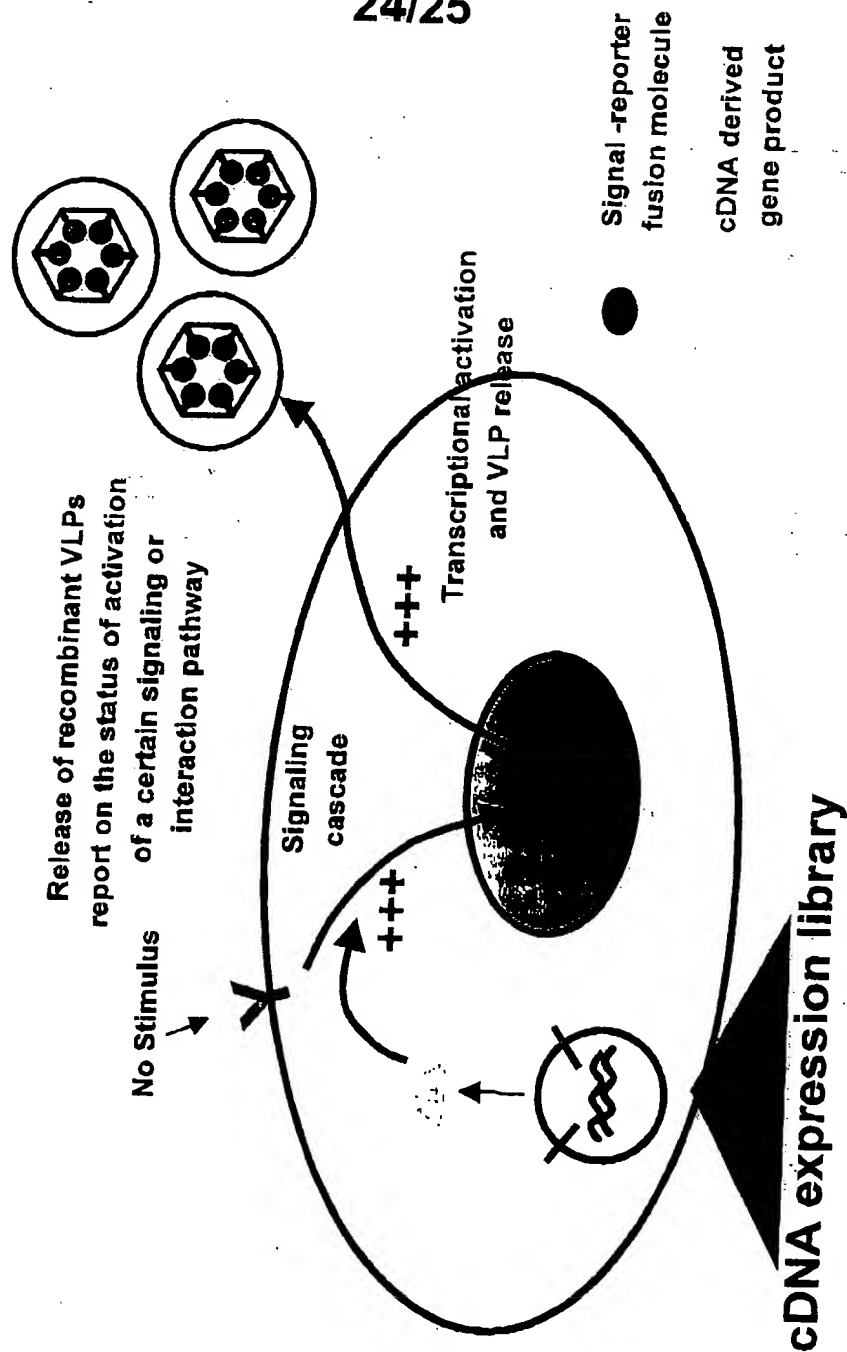 24/25
Release of recombinant VLPs
report on the status of activation
of a certain signaling or
interaction pathway
No Stimulus
Signaling
cascade
+++
+++
Transcriptional activation
and VLP release
Signal -reporter
fusion molecule
cDNA derived
gene product
cDNA expression library